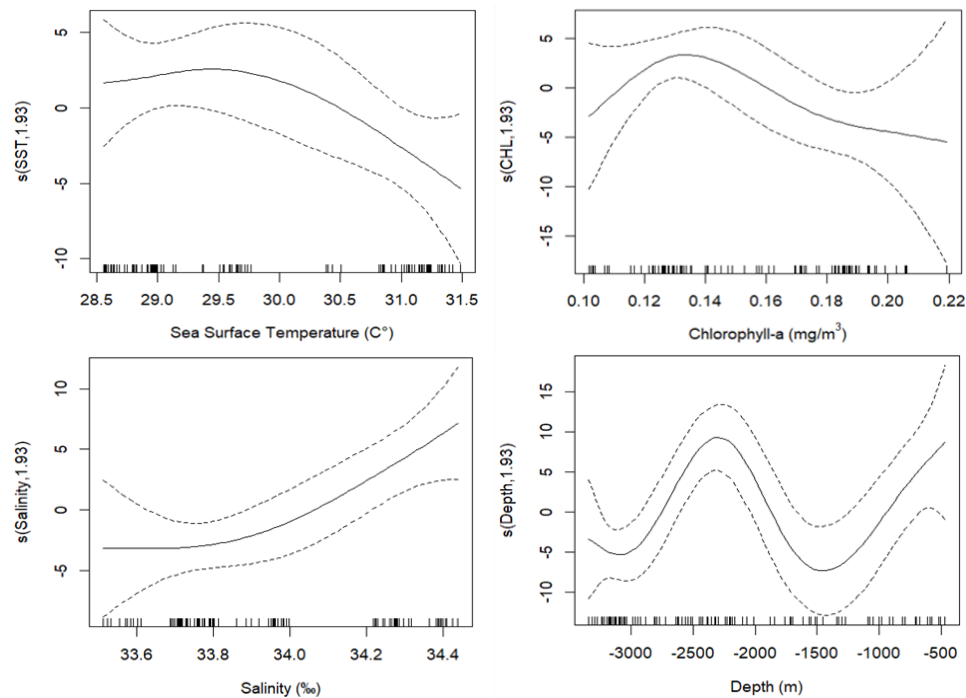 s(SST,1.93)
5
0
-5
-10
28.5 29.0 29.5 30.0 30.5 31.0 31.5
Sea Surface Temperature (C°)
s(CHL,1.93)
5
0
-5
-10
-15
0.10 0.12 0.14 0.16 0.18 0.20 0.22
Chlorophyll-a (mg/m³)
s(Salinity,1.93)
10
5
0
-5
33.6 33.8 34.0 34.2 34.4
Salinity (‰)
s(Depth,1.93)
15
10
5
0
-5
-10
-3000 -2500 -2000 -1500 -1000 -500
Depth (m)